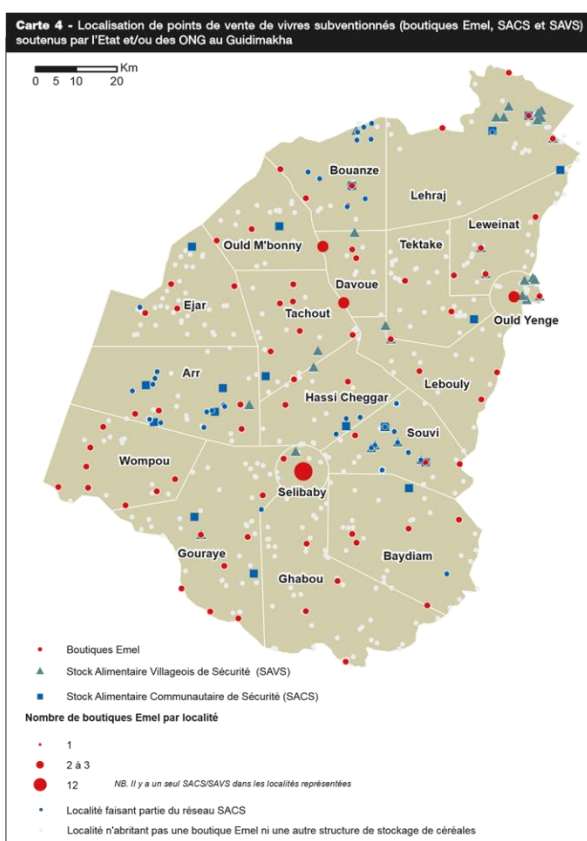 Carte 4 - Localisation de points de vente de vivres subventionnés (boutiques Emel, SACS et SAVS)
soutenus par l'Etat et/ou des ONG au Guidimakha
Km
0 10 20
Bouanze
Lehraj
Leweinat
Ould M'bonny
Tektake
Davoue
Ejar
Tachout
Ould Yenge
Arr
Lebouly
Hassi Cheggar
Souvi
Wompou
Selibaby
Gouraye
Baydiam
Ghabou
Boutiques Emel
Stock Alimentaire Villageois de Sécurité (SAVS)
Stock Alimentaire Communautaire de Sécurité (SACS)
Nombre de boutiques Emel par localité
1
2 à 3
12 NB. Il y a un seul SACS/SAVS dans les localités représentées
Localité faisant partie du réseau SACS
Localité n'abritant pas une boutique Emel ni une autre structure de stockage de céréales